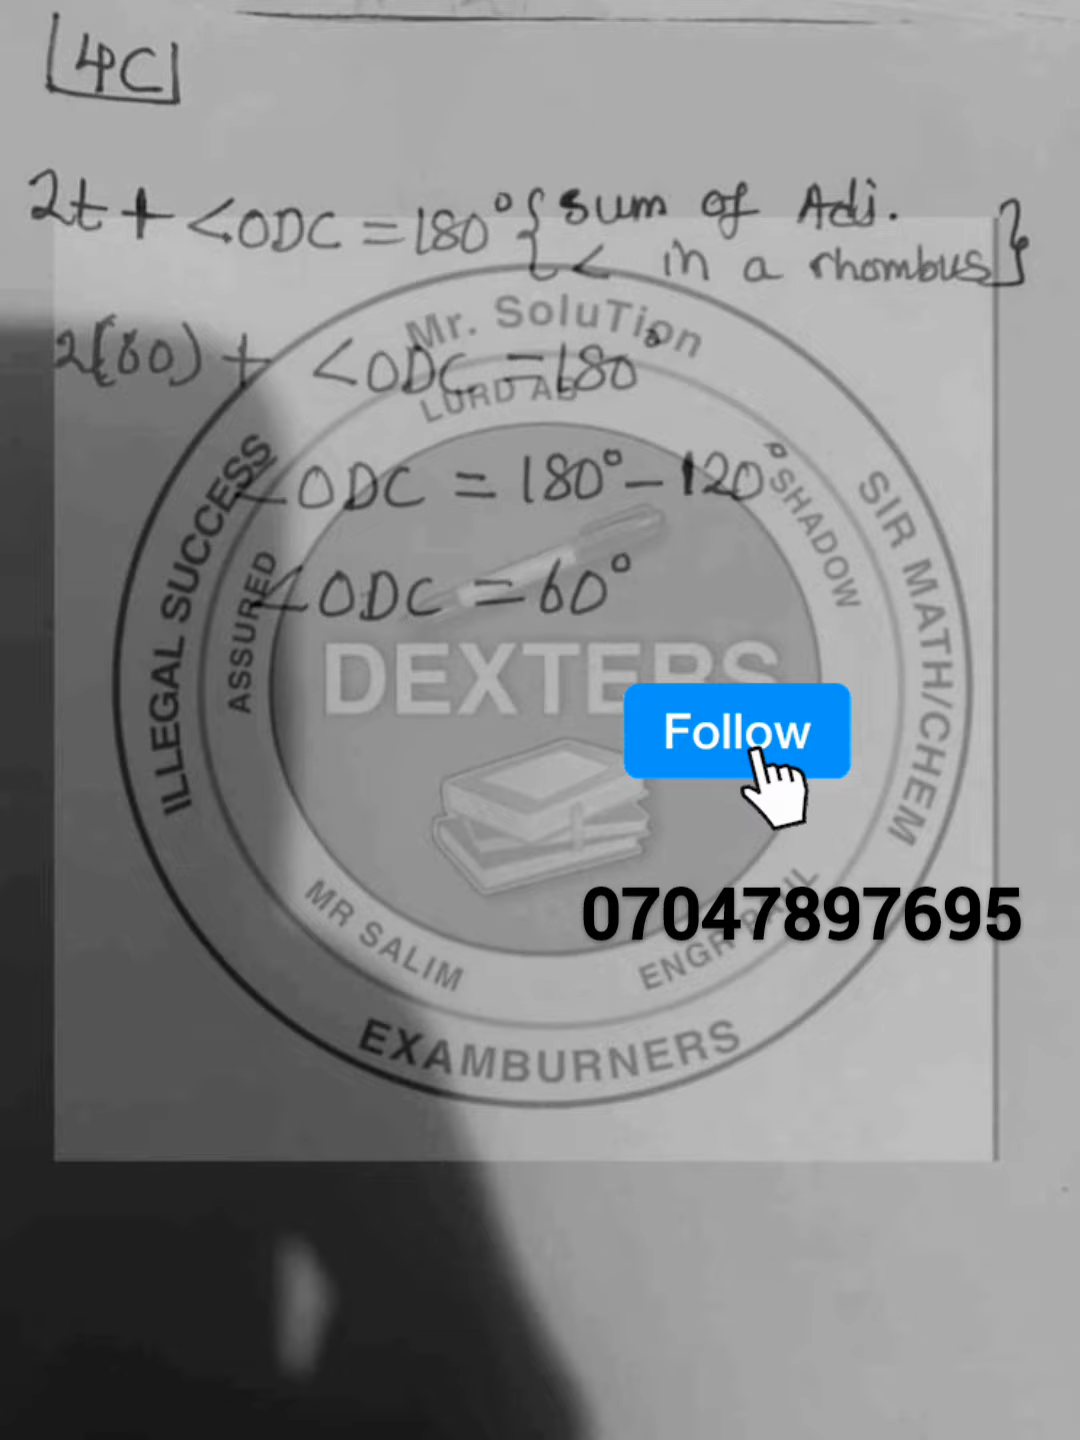 4C
2t + <ODC = 180° { sum of Adj.
< in a rhombus }
2(60) + <ODC = 180°
<ODC = 180° - 120°
<ODC = 60°
Mr. SoluTion
LURD AB
ILLEGAL SUCCESS
ASSURED
SHADOW
SIR MATH/CHEM
DEXTERS
Follow
07047897695
MR SALIM
ENGR
EXAMBURNERS